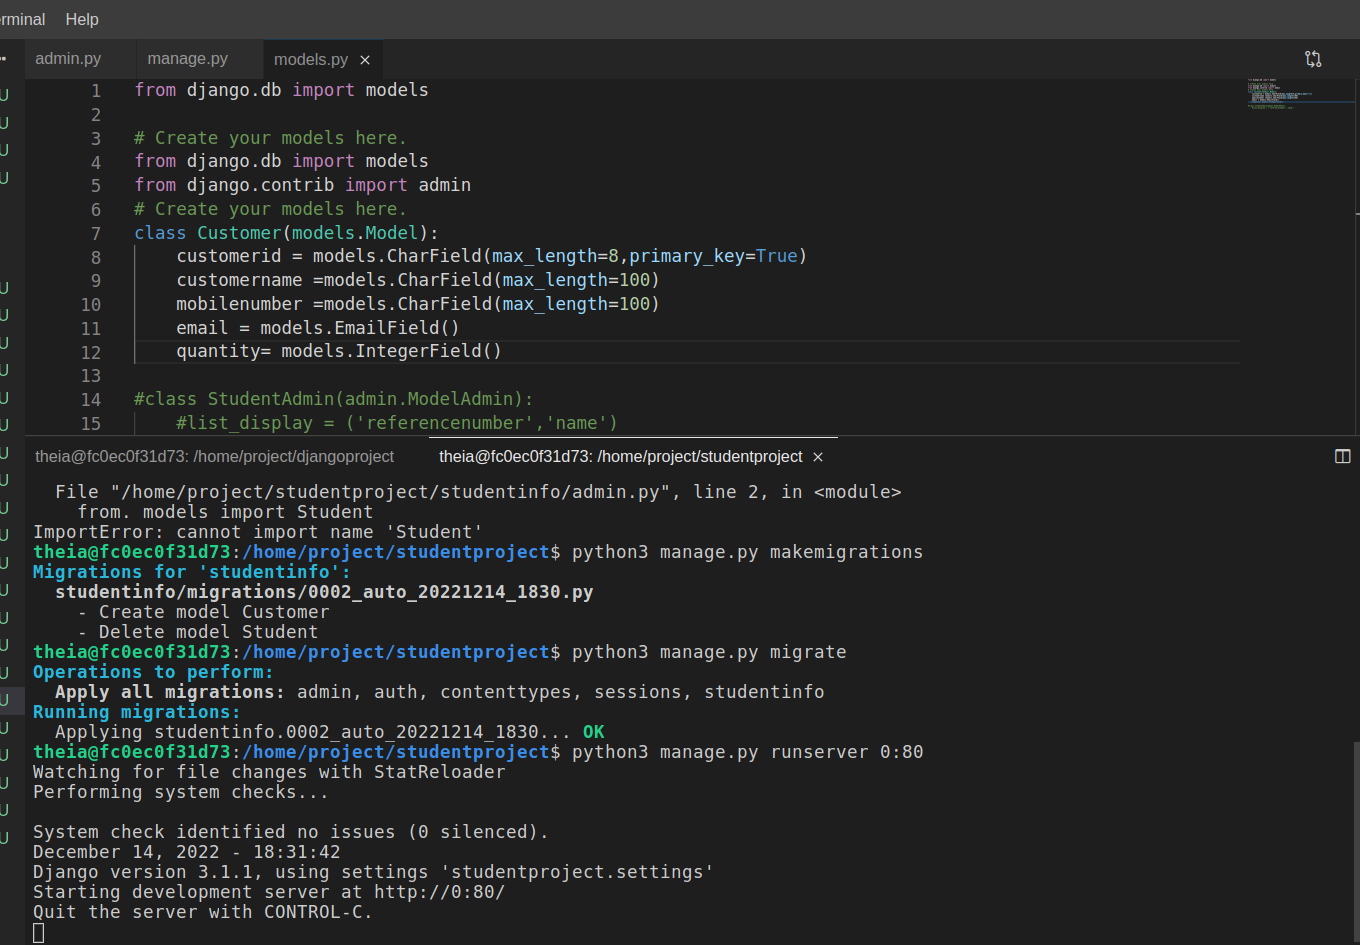 erminal Help
admin.py manage.py models.py ×
1 from django.db import models
2
3 # Create your models here.
4 from django.db import models
5 from django.contrib import admin
6 # Create your models here.
7 class Customer(models.Model):
8 customerid = models.CharField(max_length=8,primary_key=True)
9 customername =models.CharField(max_length=100)
10 mobilenumber =models.CharField(max_length=100)
11 email = models.EmailField()
12 quantity= models.IntegerField()
13
14 #class StudentAdmin(admin.ModelAdmin):
15 #list_display = ('referencenumber','name')
theia@fc0ec0f31d73: /home/project/djangoproject theia@fc0ec0f31d73: /home/project/studentproject ×
File "/home/project/studentproject/studentinfo/admin.py", line 2, in <module>
from. models import Student
ImportError: cannot import name 'Student'
theia@fc0ec0f31d73:/home/project/studentproject$ python3 manage.py makemigrations
Migrations for 'studentinfo':
studentinfo/migrations/0002_auto_20221214_1830.py
- Create model Customer
- Delete model Student
theia@fc0ec0f31d73:/home/project/studentproject$ python3 manage.py migrate
Operations to perform:
Apply all migrations: admin, auth, contenttypes, sessions, studentinfo
Running migrations:
Applying studentinfo.0002_auto_20221214_1830... OK
theia@fc0ec0f31d73:/home/project/studentproject$ python3 manage.py runserver 0:80
Watching for file changes with StatReloader
Performing system checks...

System check identified no issues (0 silenced).
December 14, 2022 - 18:31:42
Django version 3.1.1, using settings 'studentproject.settings'
Starting development server at http://0:80/
Quit the server with CONTROL-C.